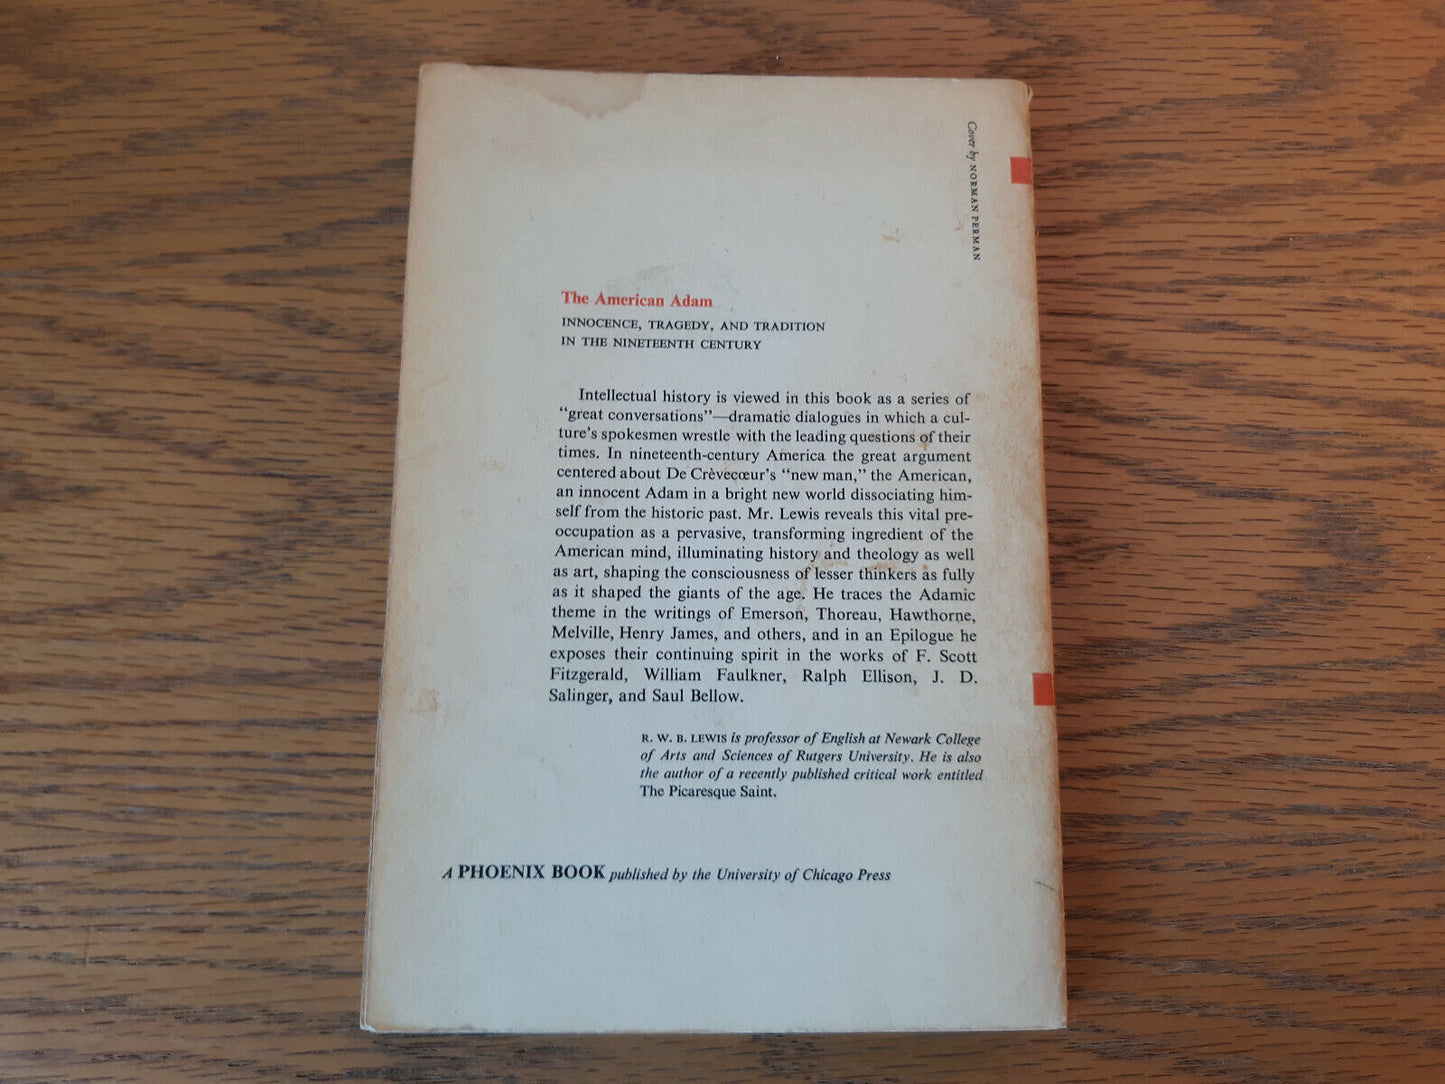 Cover by NORMAN PERMAN
The American Adam
INNOCENCE, TRAGEDY, AND TRADITION
IN THE NINETEENTH CENTURY
Intellectual history is viewed in this book as a series of
"great conversations"—dramatic dialogues in which a cul-
ture's spokesmen wrestle with the leading questions of their
times. In nineteenth-century America the great argument
centered about De Crèvecœur's "new man," the American,
an innocent Adam in a bright new world dissociating him-
self from the historic past. Mr. Lewis reveals this vital pre-
occupation as a pervasive, transforming ingredient of the
American mind, illuminating history and theology as well
as art, shaping the consciousness of lesser thinkers as fully
as it shaped the giants of the age. He traces the Adamic
theme in the writings of Emerson, Thoreau, Hawthorne,
Melville, Henry James, and others, and in an Epilogue he
exposes their continuing spirit in the works of F. Scott
Fitzgerald, William Faulkner, Ralph Ellison, J. D.
Salinger, and Saul Bellow.
R. W. B. LEWIS is professor of English at Newark College
of Arts and Sciences of Rutgers University. He is also
the author of a recently published critical work entitled
The Picaresque Saint.
A PHOENIX BOOK published by the University of Chicago Press